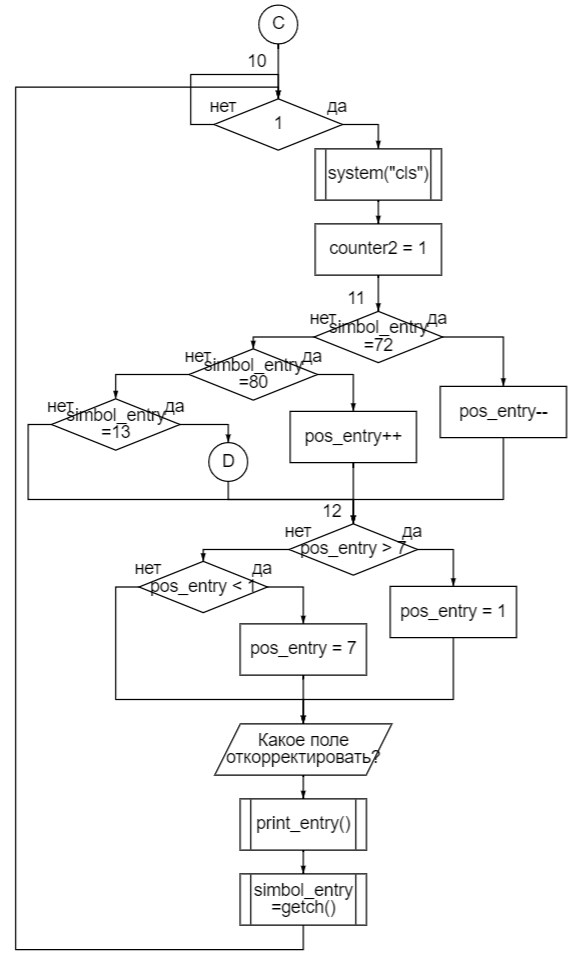 C
10
нет
да
1
system("cls")
counter2 = 1
11
нет
да
simbol_entry
=72
нет
да
simbol_entry
=80
pos_entry--
нет
да
simbol_entry
=13
pos_entry++
D
12
нет
да
pos_entry > 7
нет
да
pos_entry < 1
pos_entry = 1
pos_entry = 7
Какое поле
откорректировать?
print_entry()
simbol_entry
=getch()